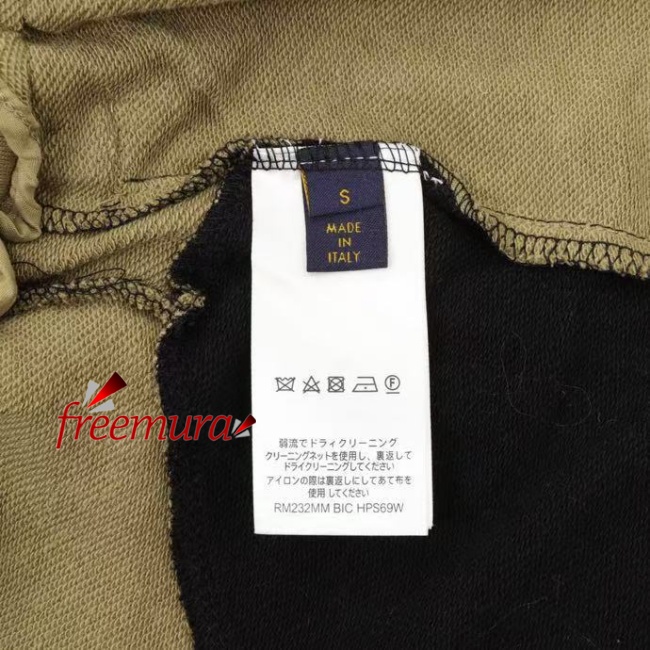 S
MADE
IN
ITALY
F
freemura
弱流でドライクリーニング
クリーニングネットを使用し、裏返して
ドライクリーニングしてください
アイロンの際は裏返しにしてあて布を
使用してください
RM232MM BIC HPS69W